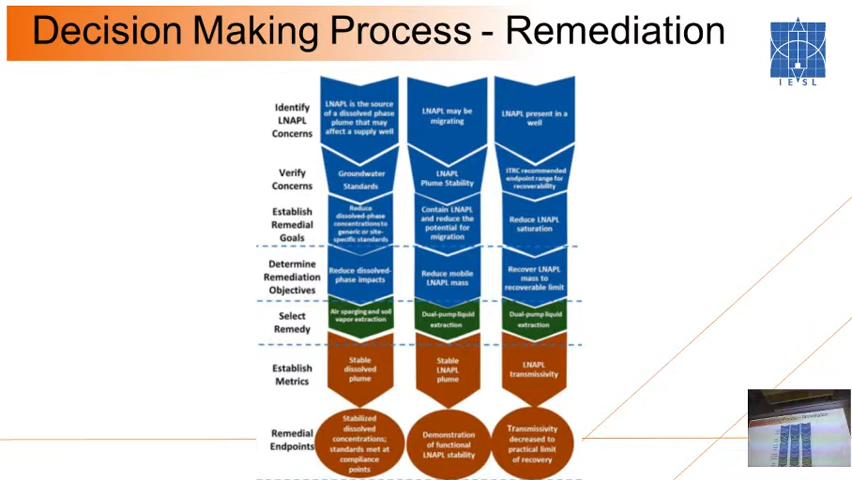 Decision Making Process - Remediation
IESL
Identify
LNAPL
Concerns
LNAPL is the source
of a dissolved phase
plume that may
affect a supply well
LNAPL may be
migrating
LNAPL present in a
well
Verify
Concerns
Groundwater
Standards
LNAPL
Plume Stability
ITRC recommended
endpoint range for
recoverability
Establish
Remedial
Goals
Reduce
dissolved-phase
concentrations to
generic or site-
specific standards
Contain LNAPL
and reduce the
potential for
migration
Reduce LNAPL
saturation
Determine
Remediation
Objectives
Reduce dissolved-
phase impacts
Reduce mobile
LNAPL mass
Recover LNAPL
mass to
recoverable limit
Select
Remedy
Air sparging and soil
vapor extraction
Dual-pump liquid
extraction
Dual-pump liquid
extraction
Establish
Metrics
Stable
dissolved
plume
Stable
LNAPL
plume
LNAPL
transmissivity
Remedial
Endpoints
Stabilized
dissolved
concentrations;
standards met at
compliance
points
Demonstration
of functional
LNAPL stability
Transmissivity
decreased to
practical limit
of recovery